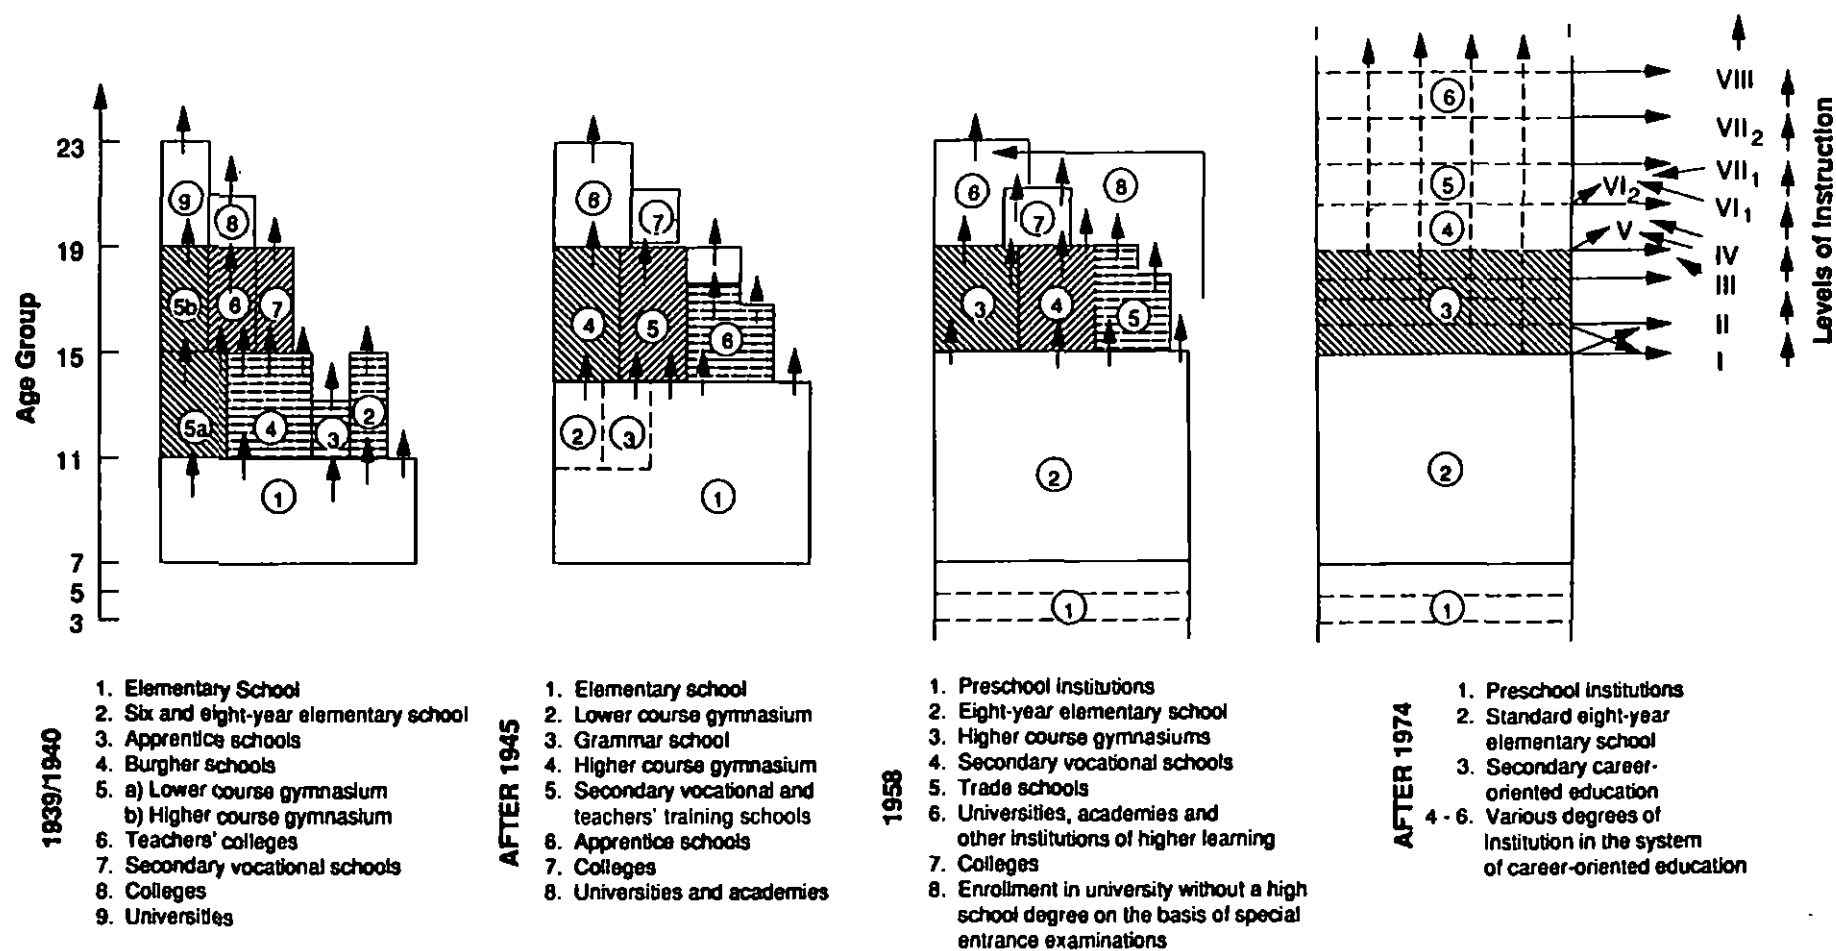 Age Group
23
19
15
11
7
5
3
9
8
5b
6
7
5a
4
3
2
1
6
7
4
5
6
2
3
1
6
8
7
3
4
5
2
1
6
5
4
3
2
1
VIII
VII2
VII1
VI2
VI1
V
IV
III
II
I
Levels of Instruction
1939/1940
1. Elementary School
2. Six and eight-year elementary school
3. Apprentice schools
4. Burgher schools
5. a) Lower course gymnasium
b) Higher course gymnasium
6. Teachers' colleges
7. Secondary vocational schools
8. Colleges
9. Universities
AFTER 1945
1. Elementary school
2. Lower course gymnasium
3. Grammar school
4. Higher course gymnasium
5. Secondary vocational and
teachers' training schools
6. Apprentice schools
7. Colleges
8. Universities and academies
1958
1. Preschool institutions
2. Eight-year elementary school
3. Higher course gymnasiums
4. Secondary vocational schools
5. Trade schools
6. Universities, academies and
other institutions of higher learning
7. Colleges
8. Enrollment in university without a high
school degree on the basis of special
entrance examinations
AFTER 1974
1. Preschool institutions
2. Standard eight-year
elementary school
3. Secondary career-
oriented education
4 - 6. Various degrees of
Institution in the system
of career-oriented education